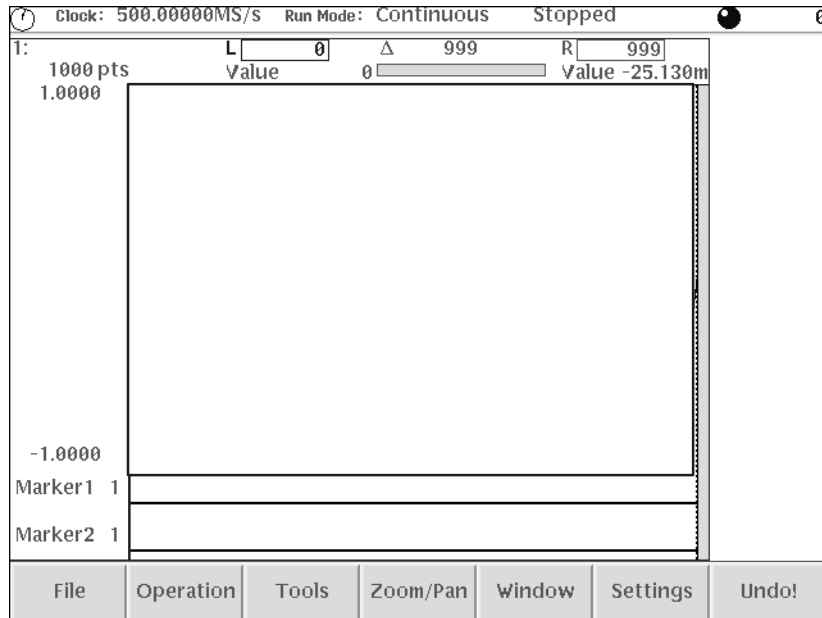 Clock: 500.00000MS/s Run Mode: Continuous Stopped
1: L 0 Δ 999 R 999
1000 pts Value 0 Value -25.130m
1.0000
-1.0000
Marker1 1
Marker2 1
File Operation Tools Zoom/Pan Window Settings Undo!